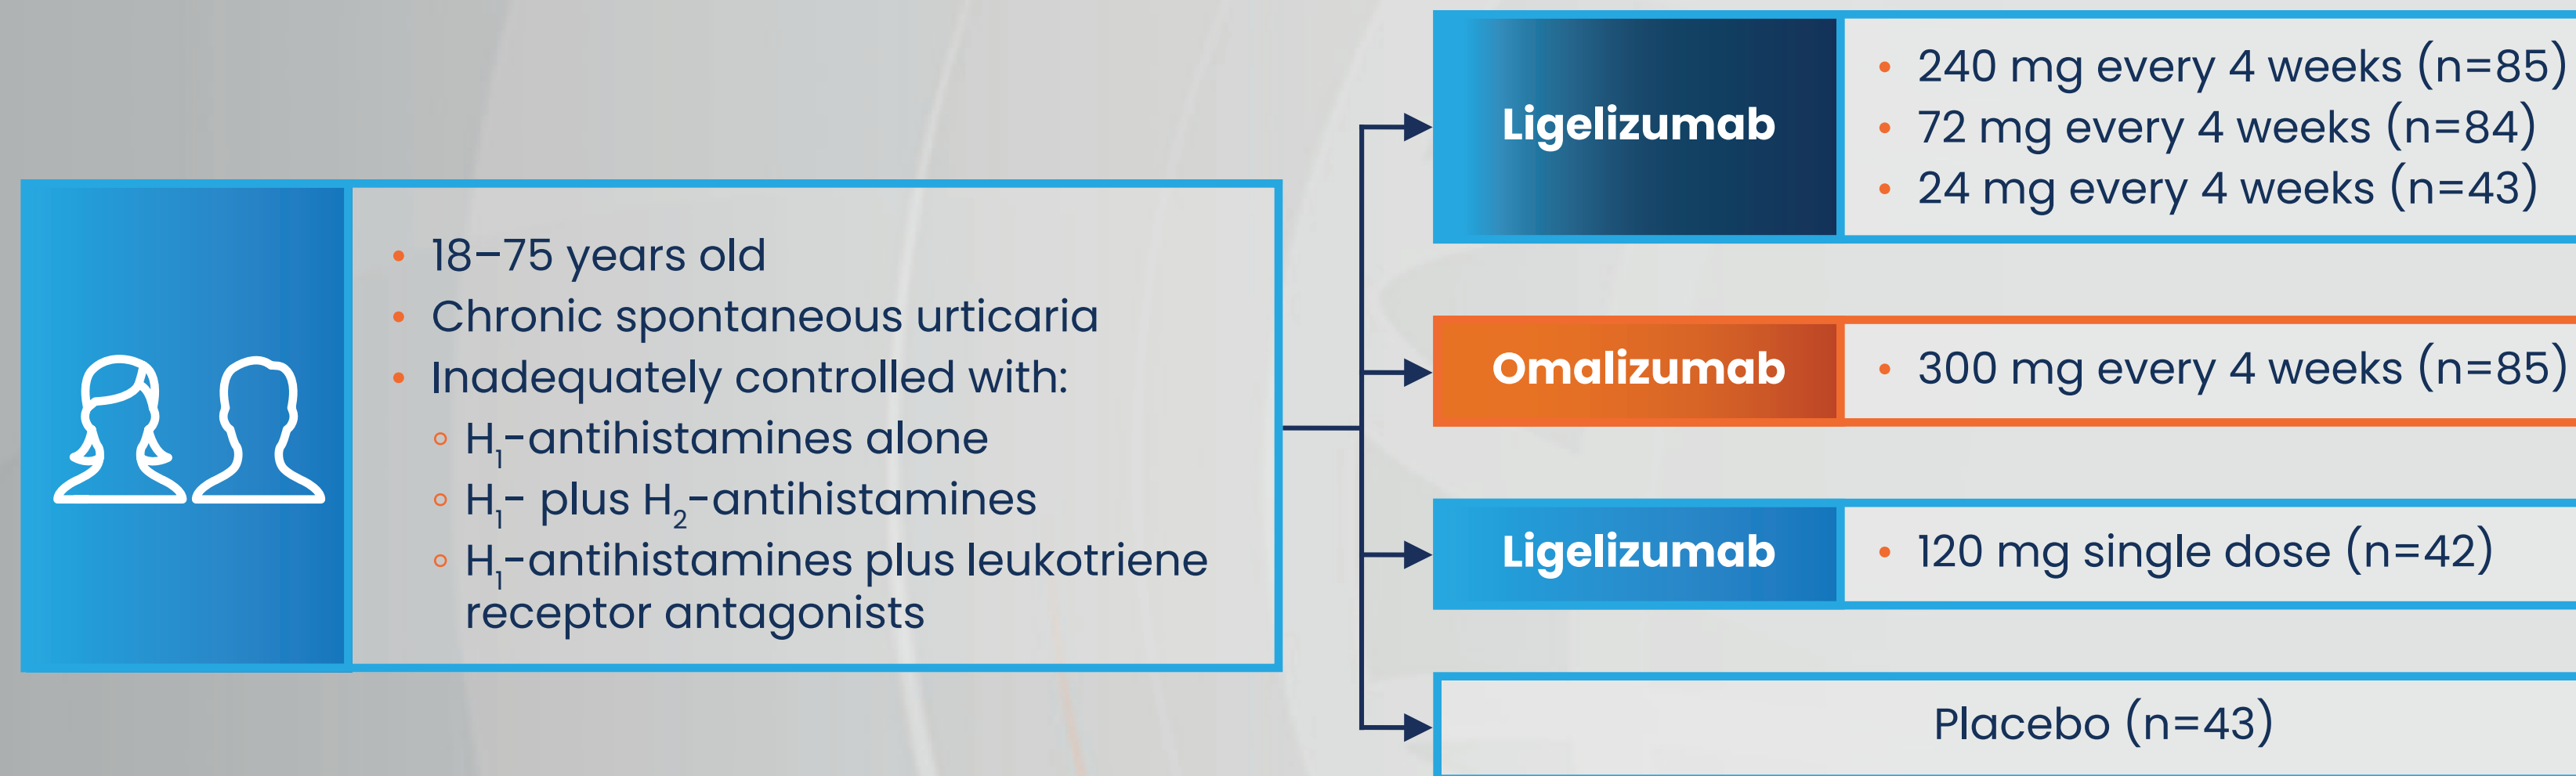 • 18–75 years old
• Chronic spontaneous urticaria
• Inadequately controlled with:
◦ H₁-antihistamines alone
◦ H₁- plus H₂-antihistamines
◦ H₁-antihistamines plus leukotriene
receptor antagonists
Ligelizumab
• 240 mg every 4 weeks (n=85)
• 72 mg every 4 weeks (n=84)
• 24 mg every 4 weeks (n=43)
Omalizumab
• 300 mg every 4 weeks (n=85)
Ligelizumab
• 120 mg single dose (n=42)
Placebo (n=43)